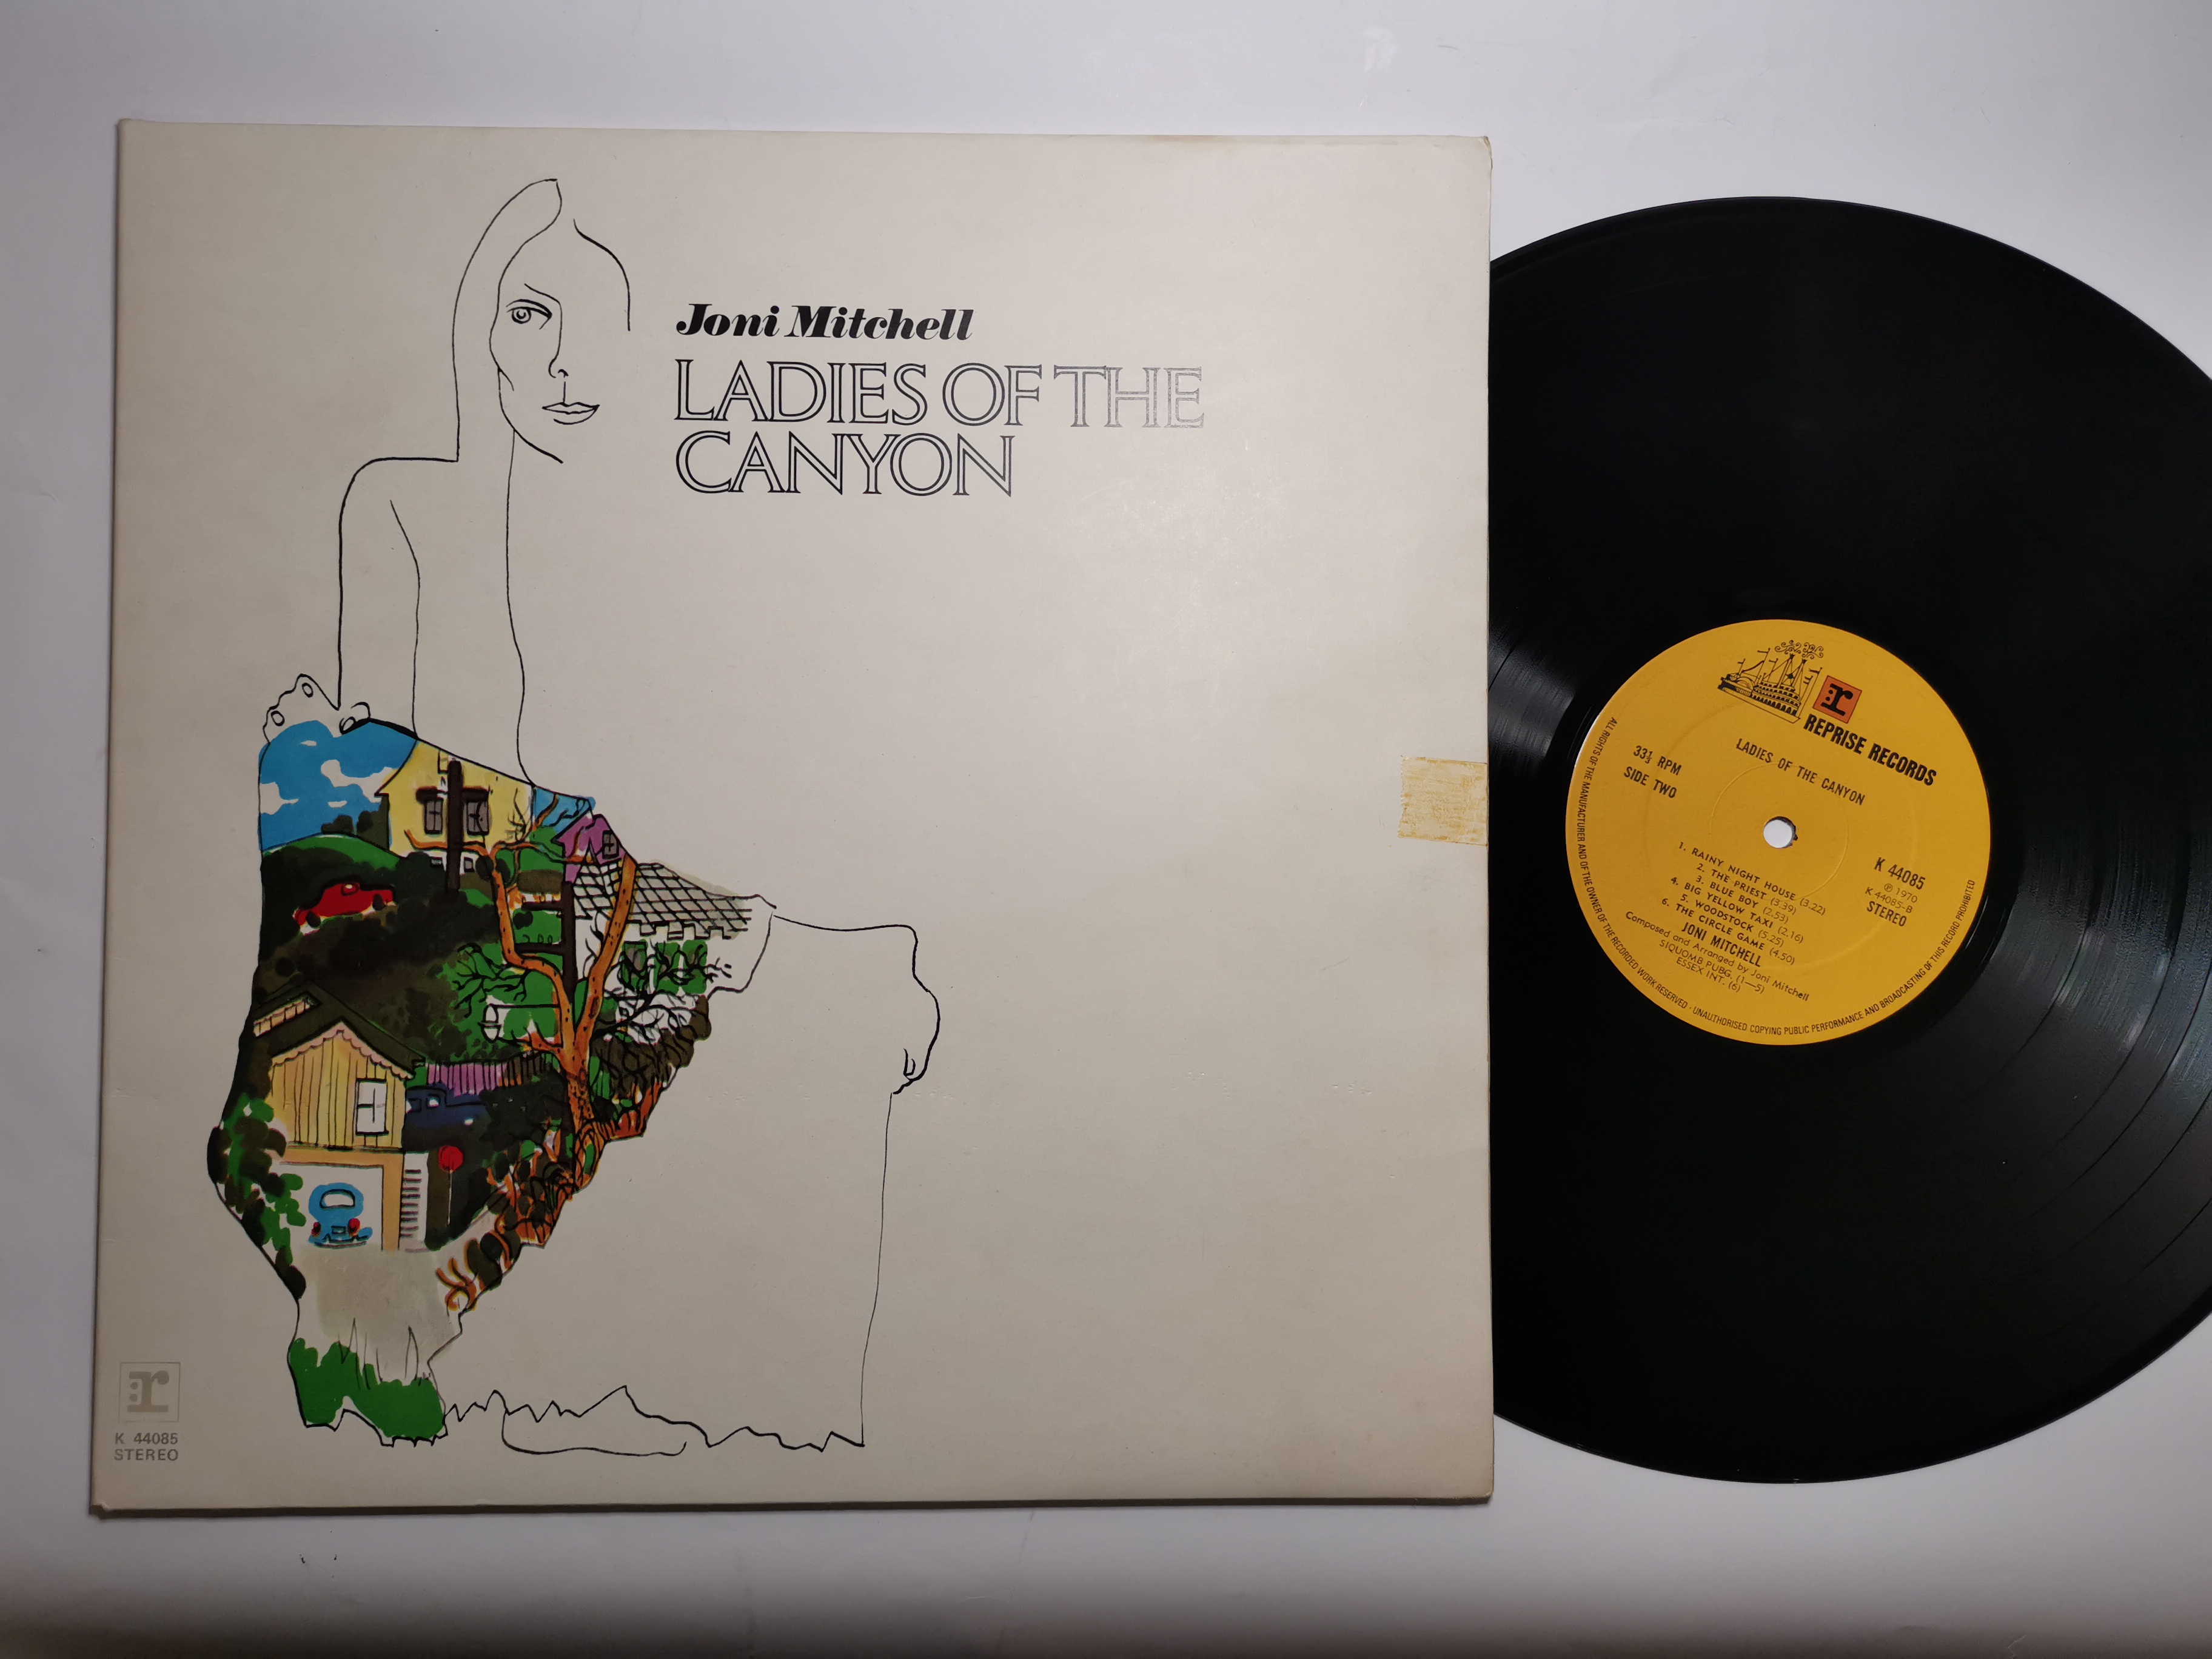 Joni Mitchell
LADIES OF THE
CANYON
K 44085
STEREO
r
REPRISE RECORDS
LADIES OF THE CANYON
33⅓ RPM
SIDE TWO
K 44085
℗ 1970
K 44085-B
STEREO
1. RAINY NIGHT HOUSE (3.22)
2. THE PRIEST (3.39)
3. BLUE BOY (2.53)
4. BIG YELLOW TAXI (2.16)
5. WOODSTOCK (5.25)
6. THE CIRCLE GAME (4.50)
JONI MITCHELL
Composed and Arranged by Joni Mitchell
SIQUOMB PUBG. (1—5)
ESSEX INT. (6)
ALL RIGHTS OF THE MANUFACTURER AND OF THE OWNER OF THE RECORDED WORK RESERVED - UNAUTHORISED COPYING PUBLIC PERFORMANCE AND BROADCASTING OF THIS RECORD PROHIBITED